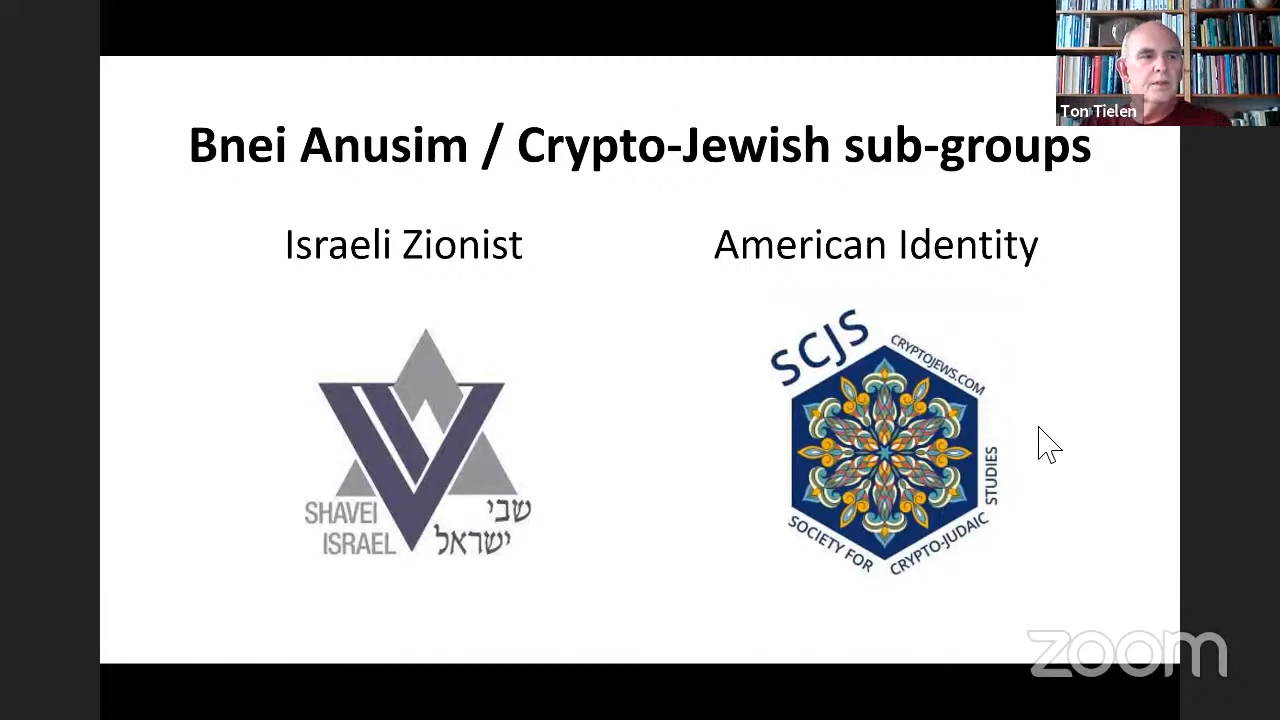 Ton Tielen
Bnei Anusim / Crypto-Jewish sub-groups
Israeli Zionist
American Identity
SHAVEI
ISRAEL
שבי
ישראל
SCJS
CRYPTOJEWS.COM
SOCIETY FOR
CRYPTO-JUDAIC
STUDIES
zoom